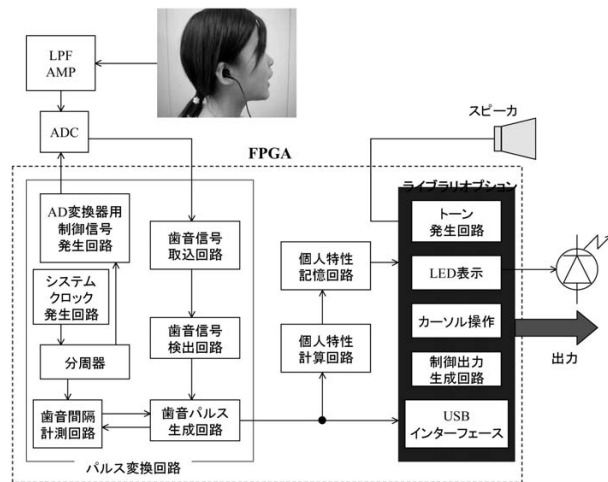 LPF
AMP
ADC
スピーカ
FPGA
ライブラリオプション
AD変換器用
制御信号
発生回路
歯音信号
取込回路
トーン
発生回路
個人特性
記憶回路
LED表示
システム
クロック
発生回路
カーソル操作
歯音信号
検出回路
個人特性
計算回路
分周器
制御出力
生成回路
出力
歯音間隔
計測回路
歯音パルス
生成回路
USB
インターフェース
パルス変換回路